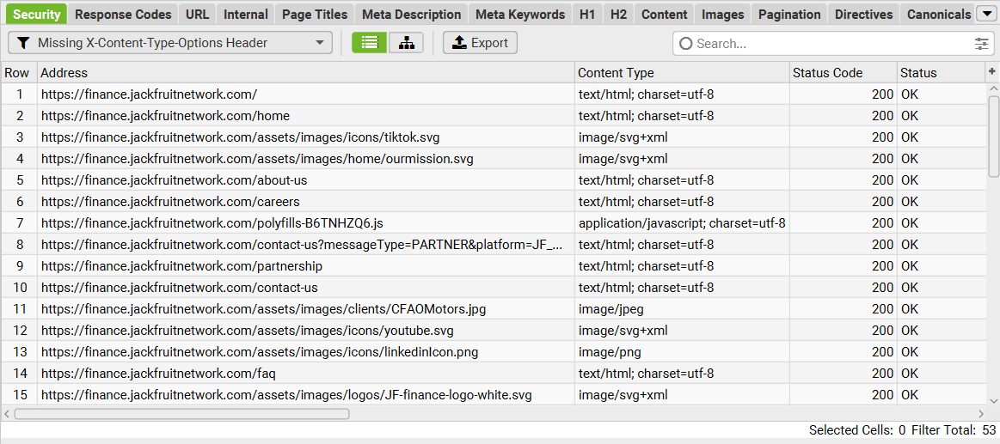 Security Response Codes URL Internal Page Titles Meta Description Meta Keywords H1 H2 Content Images Pagination Directives Canonicals
Missing X-Content-Type-Options Header Export Search...
Row Address Content Type Status Code Status +
1 https://finance.jackfruitnetwork.com/ text/html; charset=utf-8 200 OK
2 https://finance.jackfruitnetwork.com/home text/html; charset=utf-8 200 OK
3 https://finance.jackfruitnetwork.com/assets/images/icons/tiktok.svg image/svg+xml 200 OK
4 https://finance.jackfruitnetwork.com/assets/images/home/ourmission.svg image/svg+xml 200 OK
5 https://finance.jackfruitnetwork.com/about-us text/html; charset=utf-8 200 OK
6 https://finance.jackfruitnetwork.com/careers text/html; charset=utf-8 200 OK
7 https://finance.jackfruitnetwork.com/polyfills-B6TNHZQ6.js application/javascript; charset=utf-8 200 OK
8 https://finance.jackfruitnetwork.com/contact-us?messageType=PARTNER&platform=JF_... text/html; charset=utf-8 200 OK
9 https://finance.jackfruitnetwork.com/partnership text/html; charset=utf-8 200 OK
10 https://finance.jackfruitnetwork.com/contact-us text/html; charset=utf-8 200 OK
11 https://finance.jackfruitnetwork.com/assets/images/clients/CFAOMotors.jpg image/jpeg 200 OK
12 https://finance.jackfruitnetwork.com/assets/images/icons/youtube.svg image/svg+xml 200 OK
13 https://finance.jackfruitnetwork.com/assets/images/icons/linkedinIcon.png image/png 200 OK
14 https://finance.jackfruitnetwork.com/faq text/html; charset=utf-8 200 OK
15 https://finance.jackfruitnetwork.com/assets/images/logos/JF-finance-logo-white.svg image/svg+xml 200 OK
Selected Cells: 0 Filter Total: 53